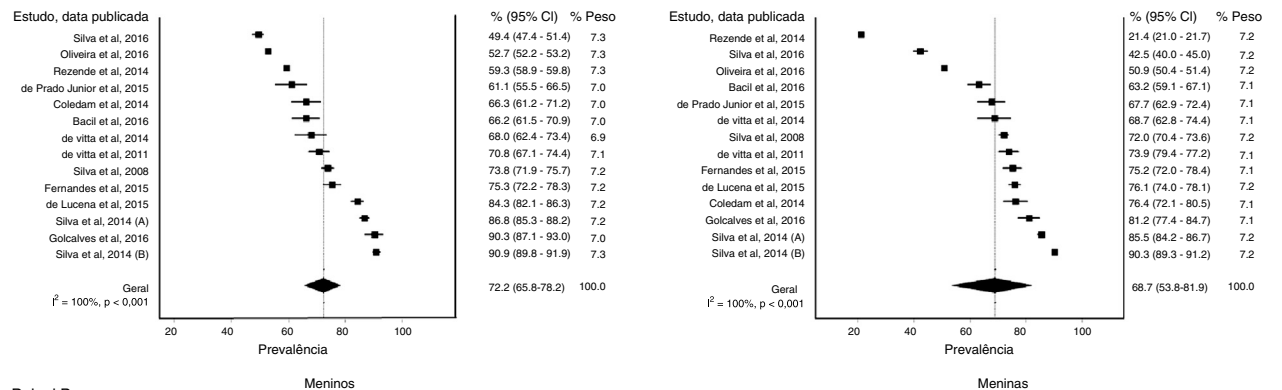 Estudo, data publicada % (95% CI) % Peso
Silva et al, 2016 49.4 (47.4 - 51.4) 7.3
Oliveira et al, 2016 52.7 (52.2 - 53.2) 7.3
Rezende et al, 2014 59.3 (58.9 - 59.8) 7.3
de Prado Junior et al, 2015 61.1 (55.5 - 66.5) 7.0
Coledam et al, 2014 66.3 (61.2 - 71.2) 7.0
Bacil et al, 2016 66.2 (61.5 - 70.9) 7.0
de vitta et al, 2014 68.0 (62.4 - 73.4) 6.9
de vitta et al, 2011 70.8 (67.1 - 74.4) 7.1
Silva et al, 2008 73.8 (71.9 - 75.7) 7.2
Fernandes et al, 2015 75.3 (72.2 - 78.3) 7.2
de Lucena et al, 2015 84.3 (82.1 - 86.3) 7.2
Silva et al, 2014 (A) 86.8 (85.3 - 88.2) 7.2
Golcalves et al, 2016 90.3 (87.1 - 93.0) 7.0
Silva et al, 2014 (B) 90.9 (89.8 - 91.9) 7.3
Geral 72.2 (65.8-78.2) 100.0
I² = 100%, p < 0,001
20 40 60 80 100
Prevalência
Meninos
Estudo, data publicada % (95% CI) % Peso
Rezende et al, 2014 21.4 (21.0 - 21.7) 7.2
Silva et al, 2016 42.5 (40.0 - 45.0) 7.2
Oliveira et al, 2016 50.9 (50.4 - 51.4) 7.2
Bacil et al, 2016 63.2 (59.1 - 67.1) 7.1
de Prado Junior et al, 2015 67.7 (62.9 - 72.4) 7.1
de vitta et al, 2014 68.7 (62.8 - 74.4) 7.1
Silva et al, 2008 72.0 (70.4 - 73.6) 7.2
de vitta et al, 2011 73.9 (79.4 - 77.2) 7.1
Fernandes et al, 2015 75.2 (72.0 - 78.4) 7.1
de Lucena et al, 2015 76.1 (74.0 - 78.1) 7.2
Coledam et al, 2014 76.4 (72.1 - 80.5) 7.1
Golcalves et al, 2016 81.2 (77.4 - 84.7) 7.1
Silva et al, 2014 (A) 85.5 (84.2 - 86.7) 7.2
Silva et al, 2014 (B) 90.3 (89.3 - 91.2) 7.2
Geral 68.7 (53.8-81.9) 100.0
I² = 100%, p < 0,001
20 40 60 80 100
Prevalência
Meninas